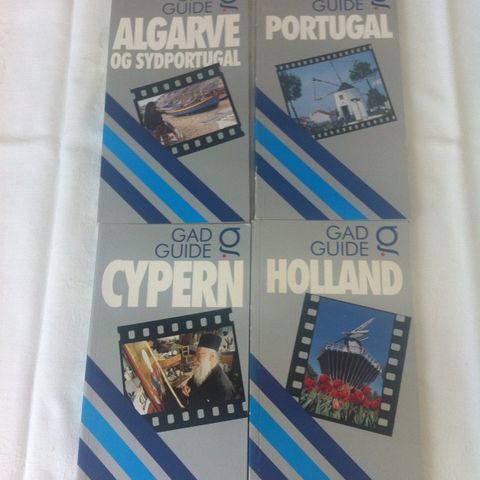 GUIDE g.
ALGARVE
OG SYDPORTUGAL
GUIDE g.
PORTUGAL
GAD
GUIDE g.
CYPERN
GAD
GUIDE g.
HOLLAND